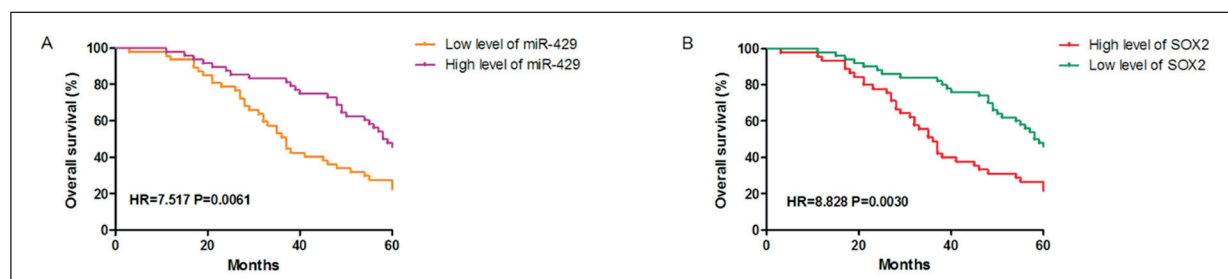 A
Low level of miR-429
High level of miR-429
Overall survival (%)
100
80
60
40
20
0
HR=7.517 P=0.0061
0 20 40 60
Months
B
High level of SOX2
Low level of SOX2
Overall survival (%)
100
80
60
40
20
0
HR=8.828 P=0.0030
0 20 40 60
Months